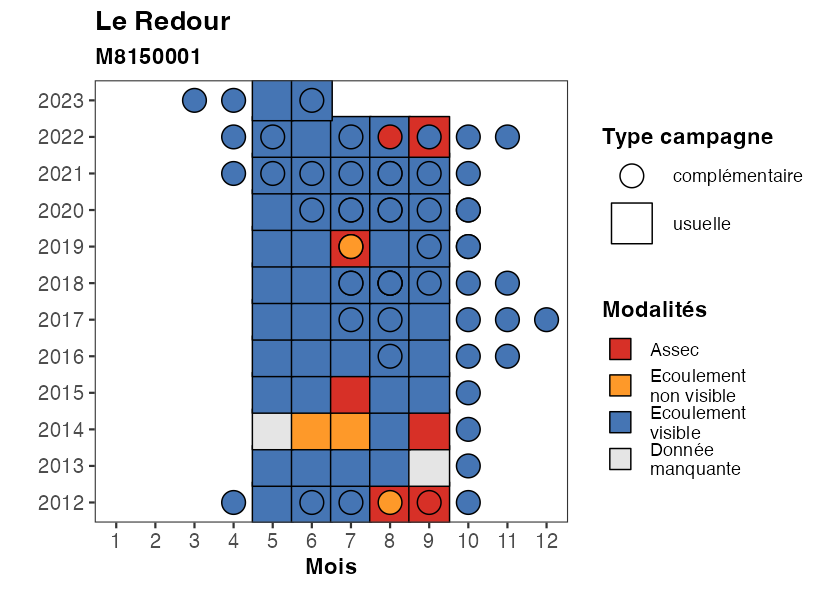 Le Redour
M8150001
2023
2022
2021
2020
2019
2018
2017
2016
2015
2014
2013
2012
1 2 3 4 5 6 7 8 9 10 11 12
Mois
Type campagne
complémentaire
usuelle
Modalités
Assec
Ecoulement
non visible
Ecoulement
visible
Donnée
manquante